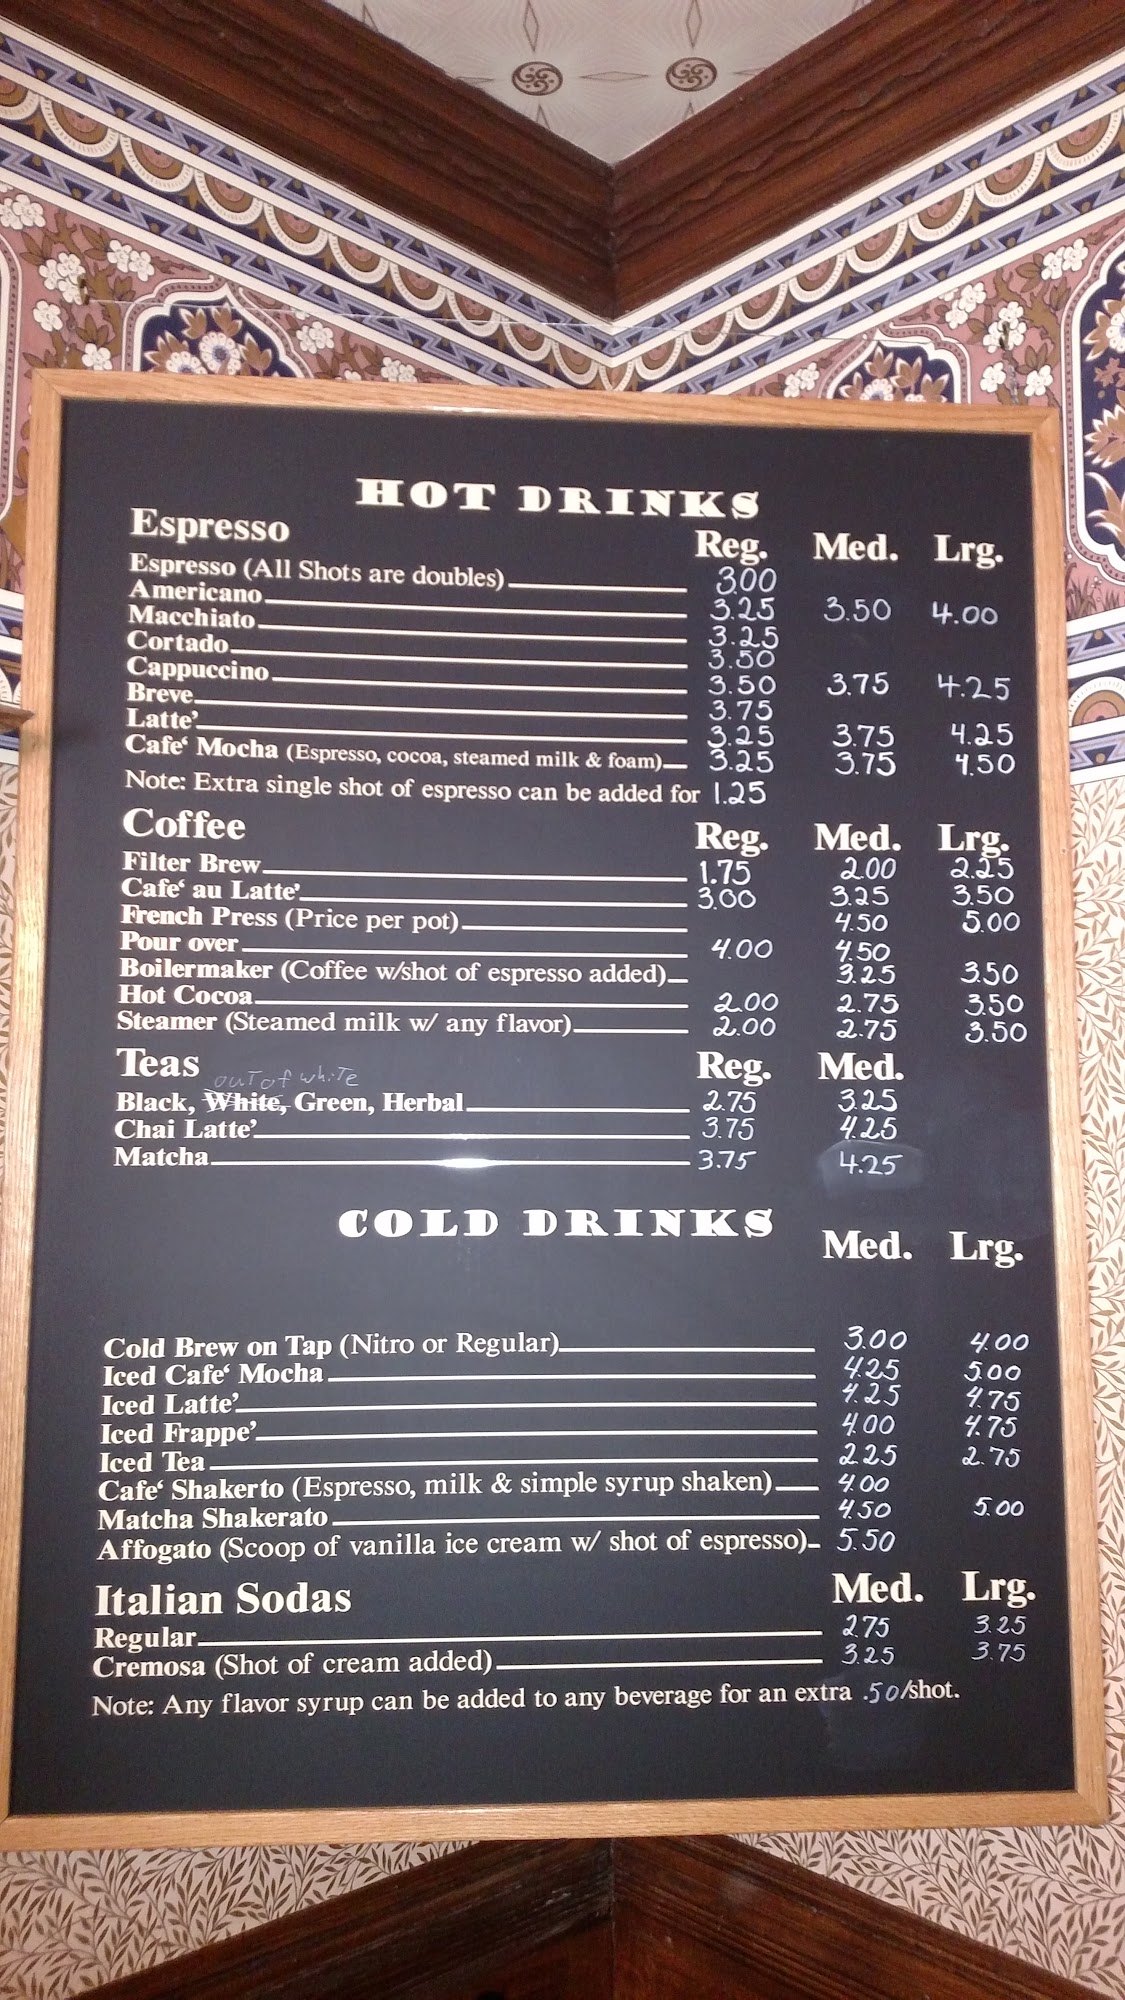 HOT DRINKS
Espresso Reg. Med. Lrg.
Espresso (All Shots are doubles) 3.00
Americano 3.25 3.50 4.00
Macchiato 3.25
Cortado 3.50
Cappuccino 3.50 3.75 4.25
Breve 3.75
Latte’ 3.25 3.75 4.25
Cafe‘ Mocha (Espresso, cocoa, steamed milk & foam) 3.25 3.75 4.50
Note: Extra single shot of espresso can be added for 1.25
Coffee Reg. Med. Lrg.
Filter Brew 1.75 2.00 2.25
Cafe‘ au Latte’ 3.00 3.25 3.50
French Press (Price per pot) 4.50 5.00
Pour over 4.00 4.50
Boilermaker (Coffee w/shot of espresso added) 3.25 3.50
Hot Cocoa 2.00 2.75 3.50
Steamer (Steamed milk w/ any flavor) 2.00 2.75 3.50
Teas Reg. Med.
out of white
Black, White, Green, Herbal 2.75 3.25
Chai Latte’ 3.75 4.25
Matcha 3.75 4.25
COLD DRINKS
Med. Lrg.
Cold Brew on Tap (Nitro or Regular) 3.00 4.00
Iced Cafe‘ Mocha 4.25 5.00
Iced Latte’ 4.25 4.75
Iced Frappe’ 4.00 4.75
Iced Tea 2.25 2.75
Cafe‘ Shakerto (Espresso, milk & simple syrup shaken) 4.00
Matcha Shakerato 4.50 5.00
Affogato (Scoop of vanilla ice cream w/ shot of espresso) 5.50
Italian Sodas Med. Lrg.
Regular 2.75 3.25
Cremosa (Shot of cream added) 3.25 3.75
Note: Any flavor syrup can be added to any beverage for an extra .50/shot.